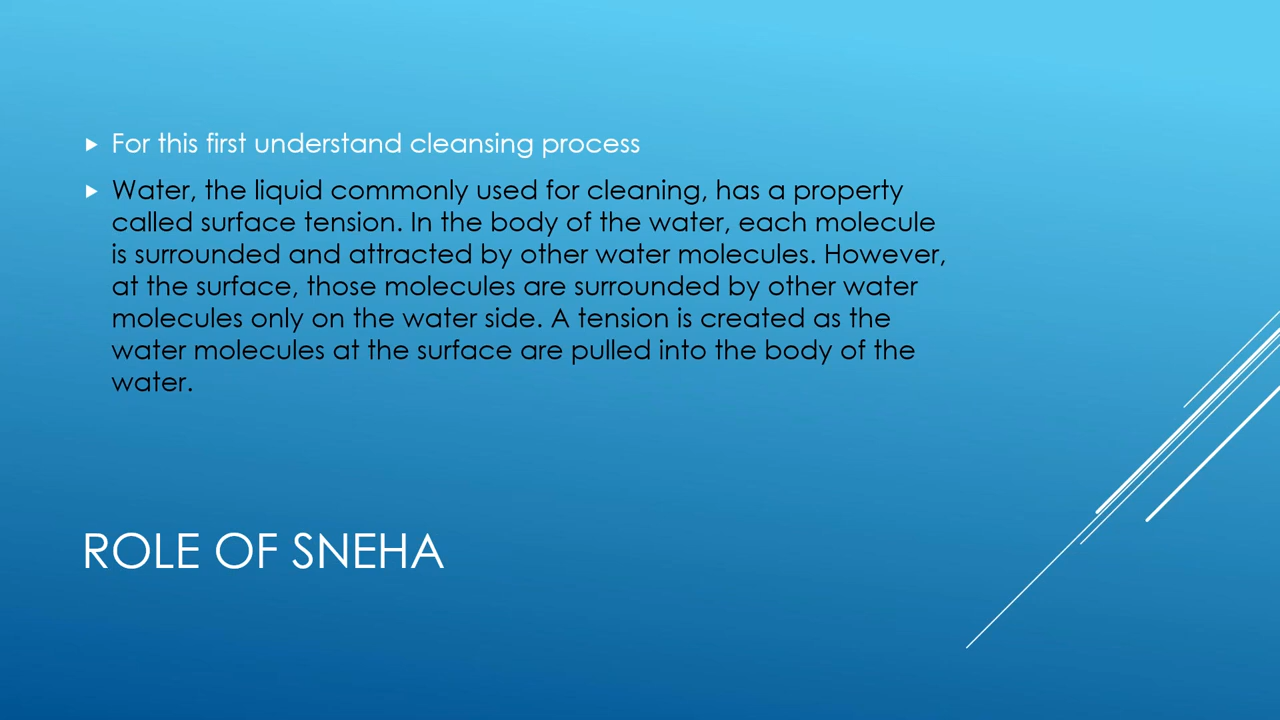 For this first understand cleansing process
Water, the liquid commonly used for cleaning, has a property
called surface tension. In the body of the water, each molecule
is surrounded and attracted by other water molecules. However,
at the surface, those molecules are surrounded by other water
molecules only on the water side. A tension is created as the
water molecules at the surface are pulled into the body of the
water.
ROLE OF SNEHA